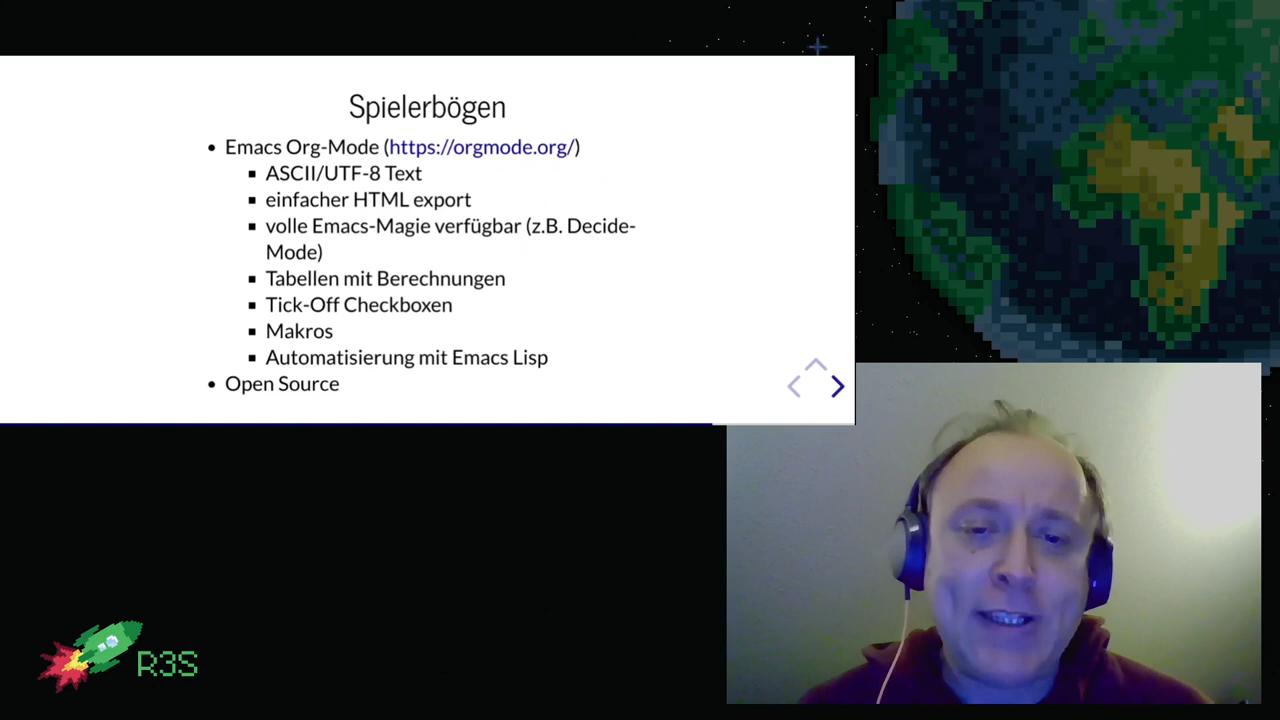 Spielerbögen
• Emacs Org-Mode (https://orgmode.org/)
▪ ASCII/UTF-8 Text
▪ einfacher HTML export
▪ volle Emacs-Magie verfügbar (z.B. Decide-
Mode)
▪ Tabellen mit Berechnungen
▪ Tick-Off Checkboxen
▪ Makros
▪ Automatisierung mit Emacs Lisp
• Open Source
R3S